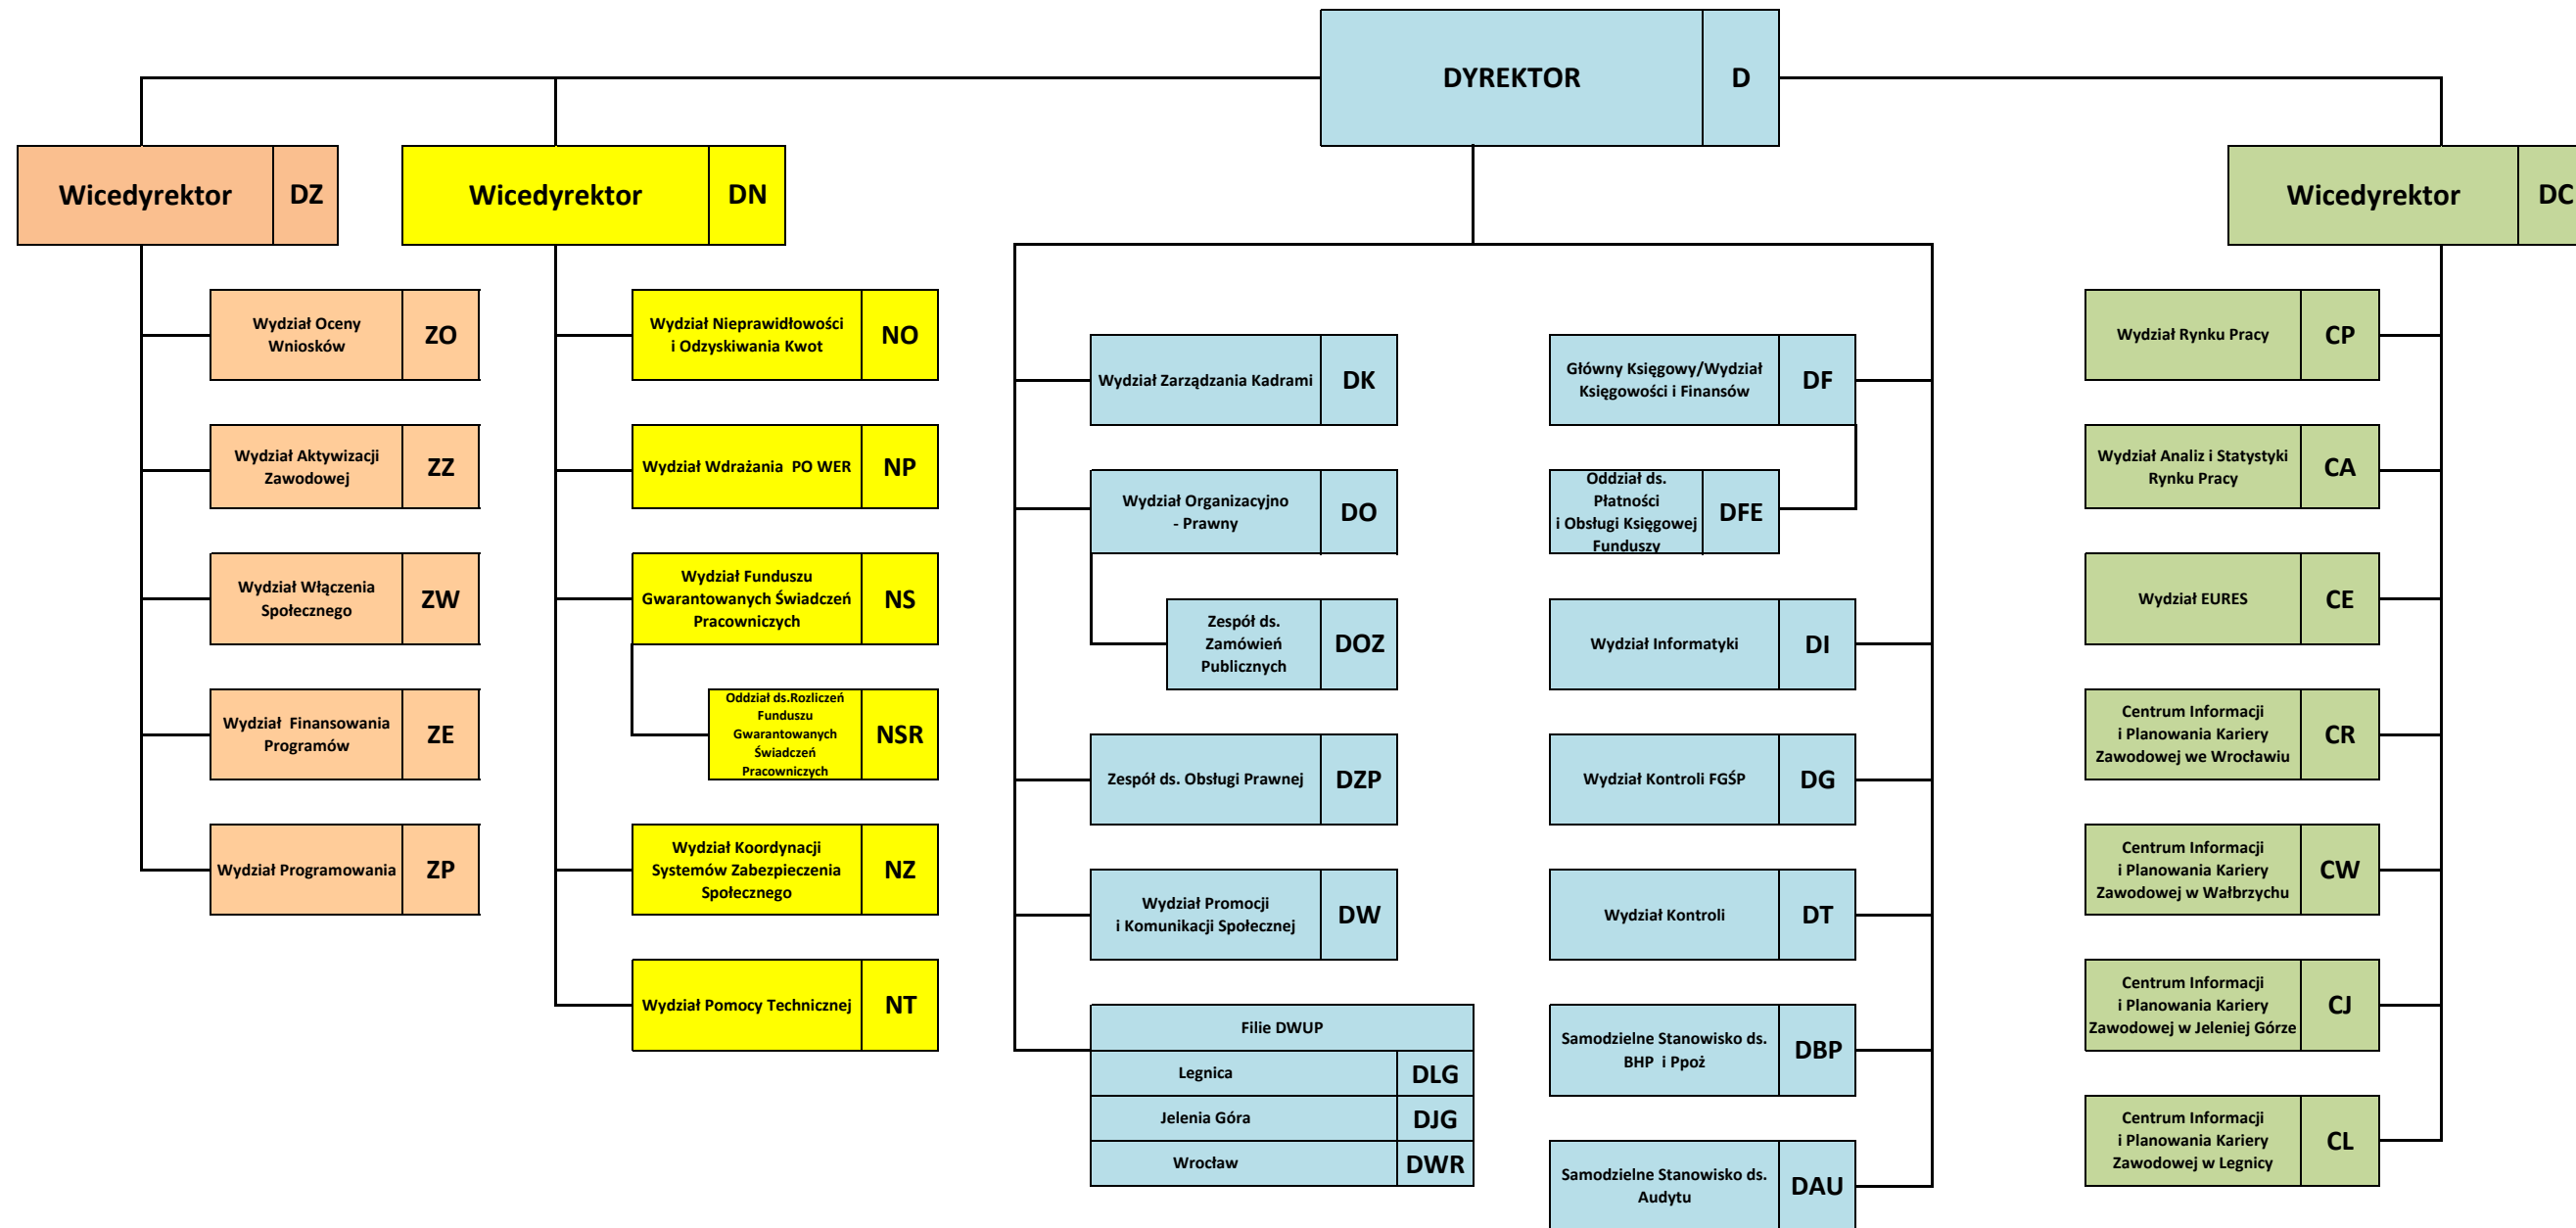 DYREKTOR
D
Wicedyrektor
DZ
Wicedyrektor
DN
Wicedyrektor
DC
Wydział Oceny
Wniosków
ZO
Wydział Aktywizacji
Zawodowej
ZZ
Wydział Włączenia
Społecznego
ZW
Wydział  Finansowania
Programów
ZE
Wydział Programowania
ZP
Wydział Nieprawidłowości
i Odzyskiwania Kwot
NO
Wydział Wdrażania  PO WER
NP
Wydział Funduszu
Gwarantowanych Świadczeń
Pracowniczych
NS
Oddział ds.Rozliczeń
Funduszu
Gwarantowanych
Świadczeń
Pracowniczych
NSR
Wydział Koordynacji
Systemów Zabezpieczenia
Społecznego
NZ
Wydział Pomocy Technicznej
NT
Wydział Zarządzania Kadrami
DK
Wydział Organizacyjno
- Prawny
DO
Zespół ds.
Zamówień
Publicznych
DOZ
Zespół ds. Obsługi Prawnej
DZP
Wydział Promocji
i Komunikacji Społecznej
DW
Filie DWUP
Legnica
DLG
Jelenia Góra
DJG
Wrocław
DWR
Główny Księgowy/Wydział
Księgowości i Finansów
DF
Oddział ds.
Płatności
i Obsługi Księgowej
Funduszy
DFE
Wydział Informatyki
DI
Wydział Kontroli FGŚP
DG
Wydział Kontroli
DT
Samodzielne Stanowisko ds.
BHP  i Ppoż
DBP
Samodzielne Stanowisko ds.
Audytu
DAU
Wydział Rynku Pracy
CP
Wydział Analiz i Statystyki
Rynku Pracy
CA
Wydział EURES
CE
Centrum Informacji
i Planowania Kariery
Zawodowej we Wrocławiu
CR
Centrum Informacji
i Planowania Kariery
Zawodowej w Wałbrzychu
CW
Centrum Informacji
i Planowania Kariery
Zawodowej w Jeleniej Górze
CJ
Centrum Informacji
i Planowania Kariery
Zawodowej w Legnicy
CL